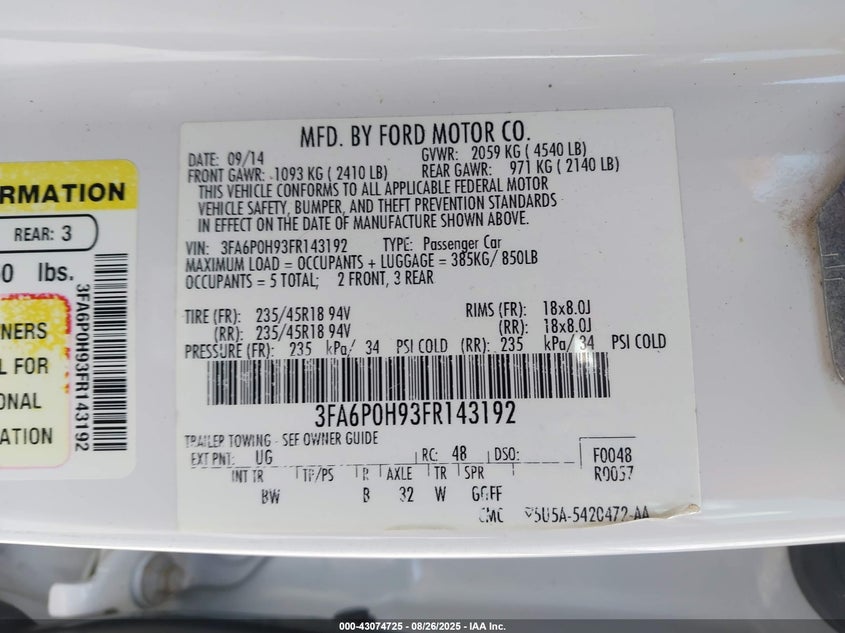 RMATION
REAR: 3
0 lbs.
3FA6P0H93FR143192
NERS
L FOR
ONAL
ATION
MFD. BY FORD MOTOR CO.
DATE: 09/14 GVWR: 2059 KG ( 4540 LB)
FRONT GAWR: 1093 KG ( 2410 LB) REAR GAWR: 971 KG ( 2140 LB)
THIS VEHICLE CONFORMS TO ALL APPLICABLE FEDERAL MOTOR
VEHICLE SAFETY, BUMPER, AND THEFT PREVENTION STANDARDS
IN EFFECT ON THE DATE OF MANUFACTURE SHOWN ABOVE.
VIN: 3FA6P0H93FR143192 TYPE: Passenger Car
MAXIMUM LOAD = OCCUPANTS + LUGGAGE = 385KG/ 850LB
OCCUPANTS = 5 TOTAL; 2 FRONT, 3 REAR
TIRE (FR): 235/45R18 94V RIMS (FR): 18x8.0J
(RR): 235/45R18 94V (RR): 18x8.0J
PRESSURE (FR): 235 kPa/ 34 PSI COLD (RR): 235 kPa/ 34 PSI COLD
3FA6P0H93FR143192
TRAILER TOWING - SEE OWNER GUIDE
EXT PNT: UG RC: 48 DSO: F0048
R0057
INT TR TP/PS R AXLE TR SPR
BW B 32 W GGFF
CMC 5U5A-5420472-AA
000-43074725 - 08/26/2025 - IAA Inc.